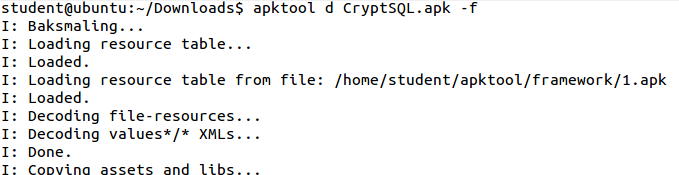 student@ubuntu:~/Downloads$ apktool d CryptSQL.apk -f
I: Baksmaling...
I: Loading resource table...
I: Loaded.
I: Loading resource table from file: /home/student/apktool/framework/1.apk
I: Loaded.
I: Decoding file-resources...
I: Decoding values*/* XMLs...
I: Done.
I: Copying assets and libs...